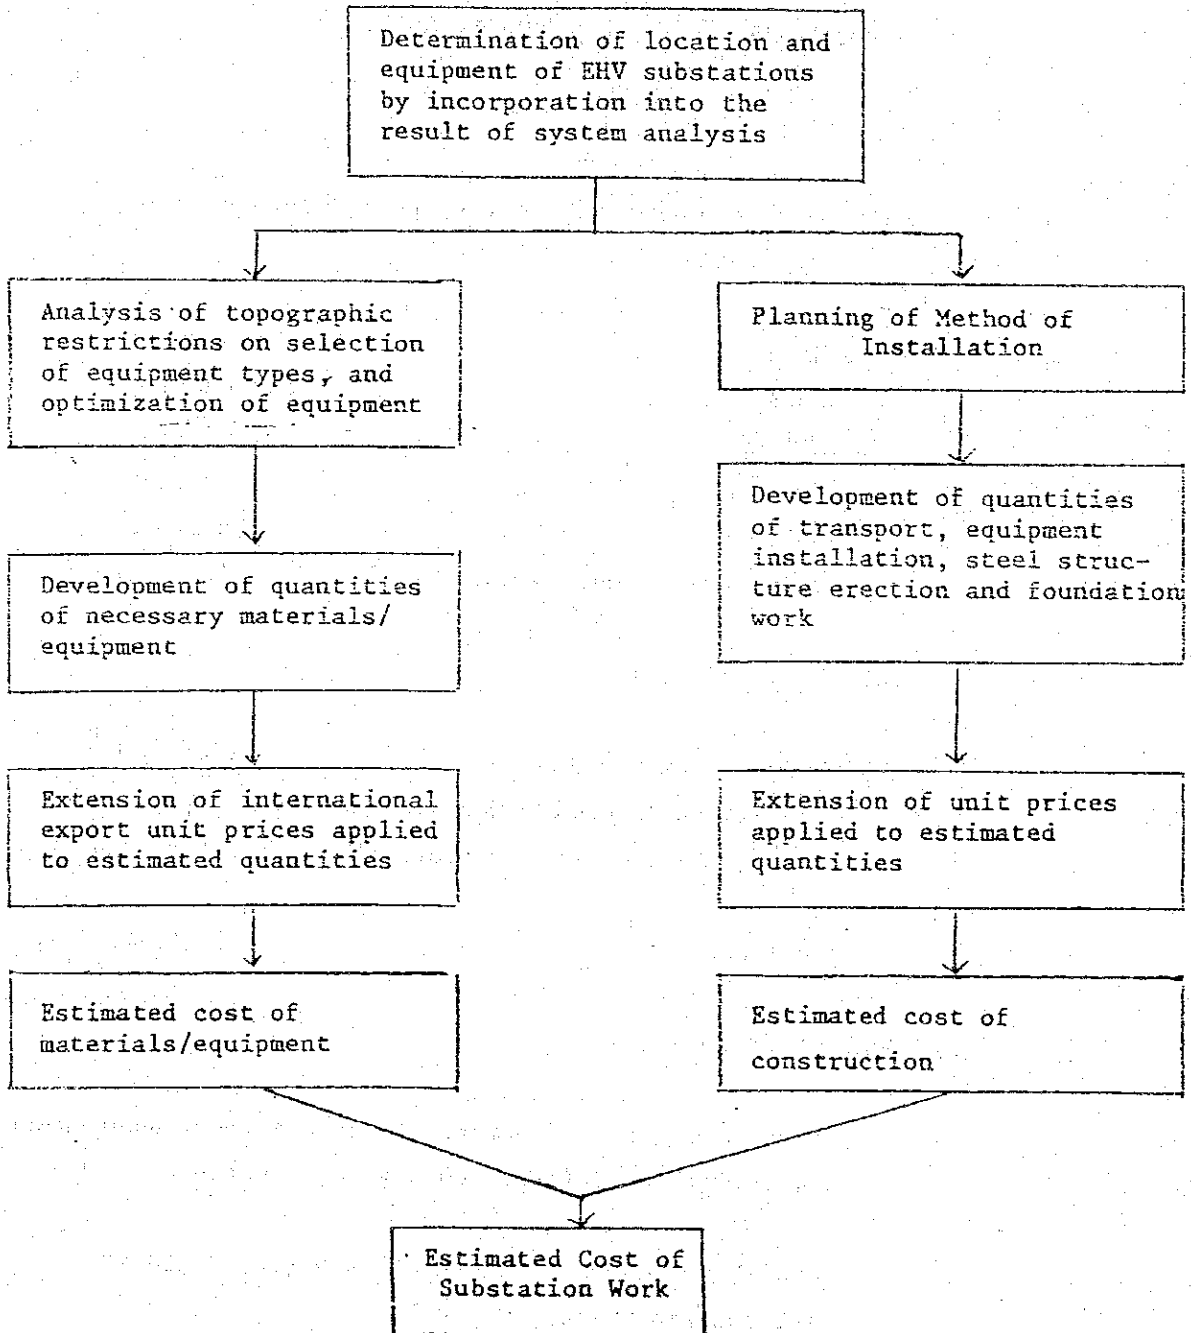 Determination of location and
equipment of EHV substations
by incorporation into the
result of system analysis
Analysis of topographic
restrictions on selection
of equipment types, and
optimization of equipment
Planning of Method of
Installation
Development of quantities
of necessary materials/
equipment
Development of quantities
of transport, equipment
installation, steel struc-
ture erection and foundation
work
Extension of international
export unit prices applied
to estimated quantities
Extension of unit prices
applied to estimated
quantities
Estimated cost of
materials/equipment
Estimated cost of
construction
Estimated Cost of
Substation Work